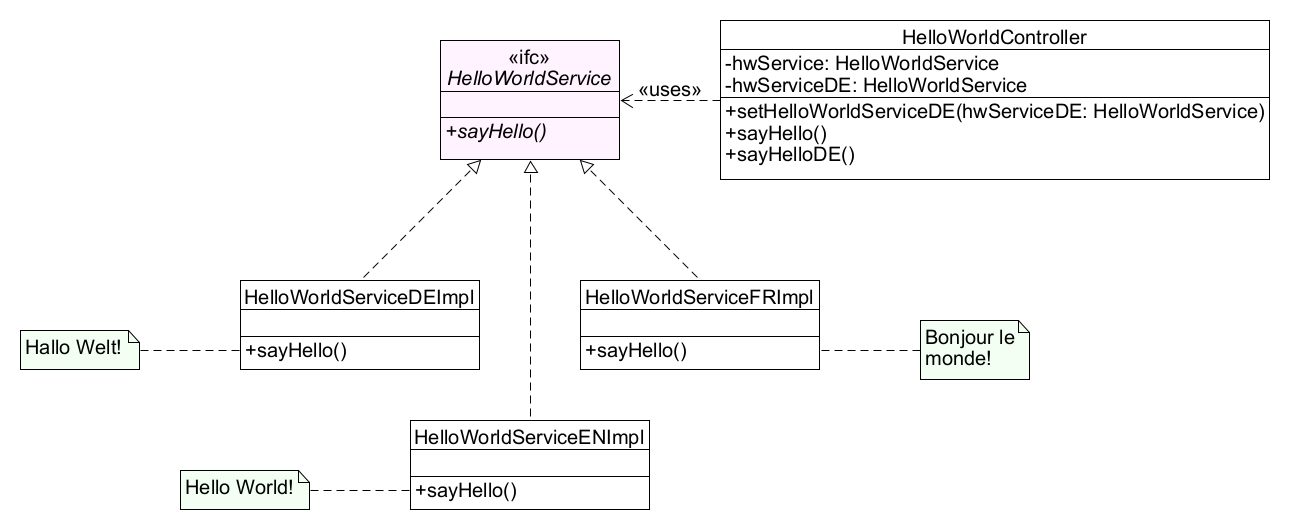 «ifc»
HelloWorldService
+sayHello()
«uses»
HelloWorldController
-hwService: HelloWorldService
-hwServiceDE: HelloWorldService
+setHelloWorldServiceDE(hwServiceDE: HelloWorldService)
+sayHello()
+sayHelloDE()
HelloWorldServiceDEImpl
+sayHello()
Hallo Welt!
HelloWorldServiceFRImpl
+sayHello()
Bonjour le
monde!
HelloWorldServiceENImpl
+sayHello()
Hello World!